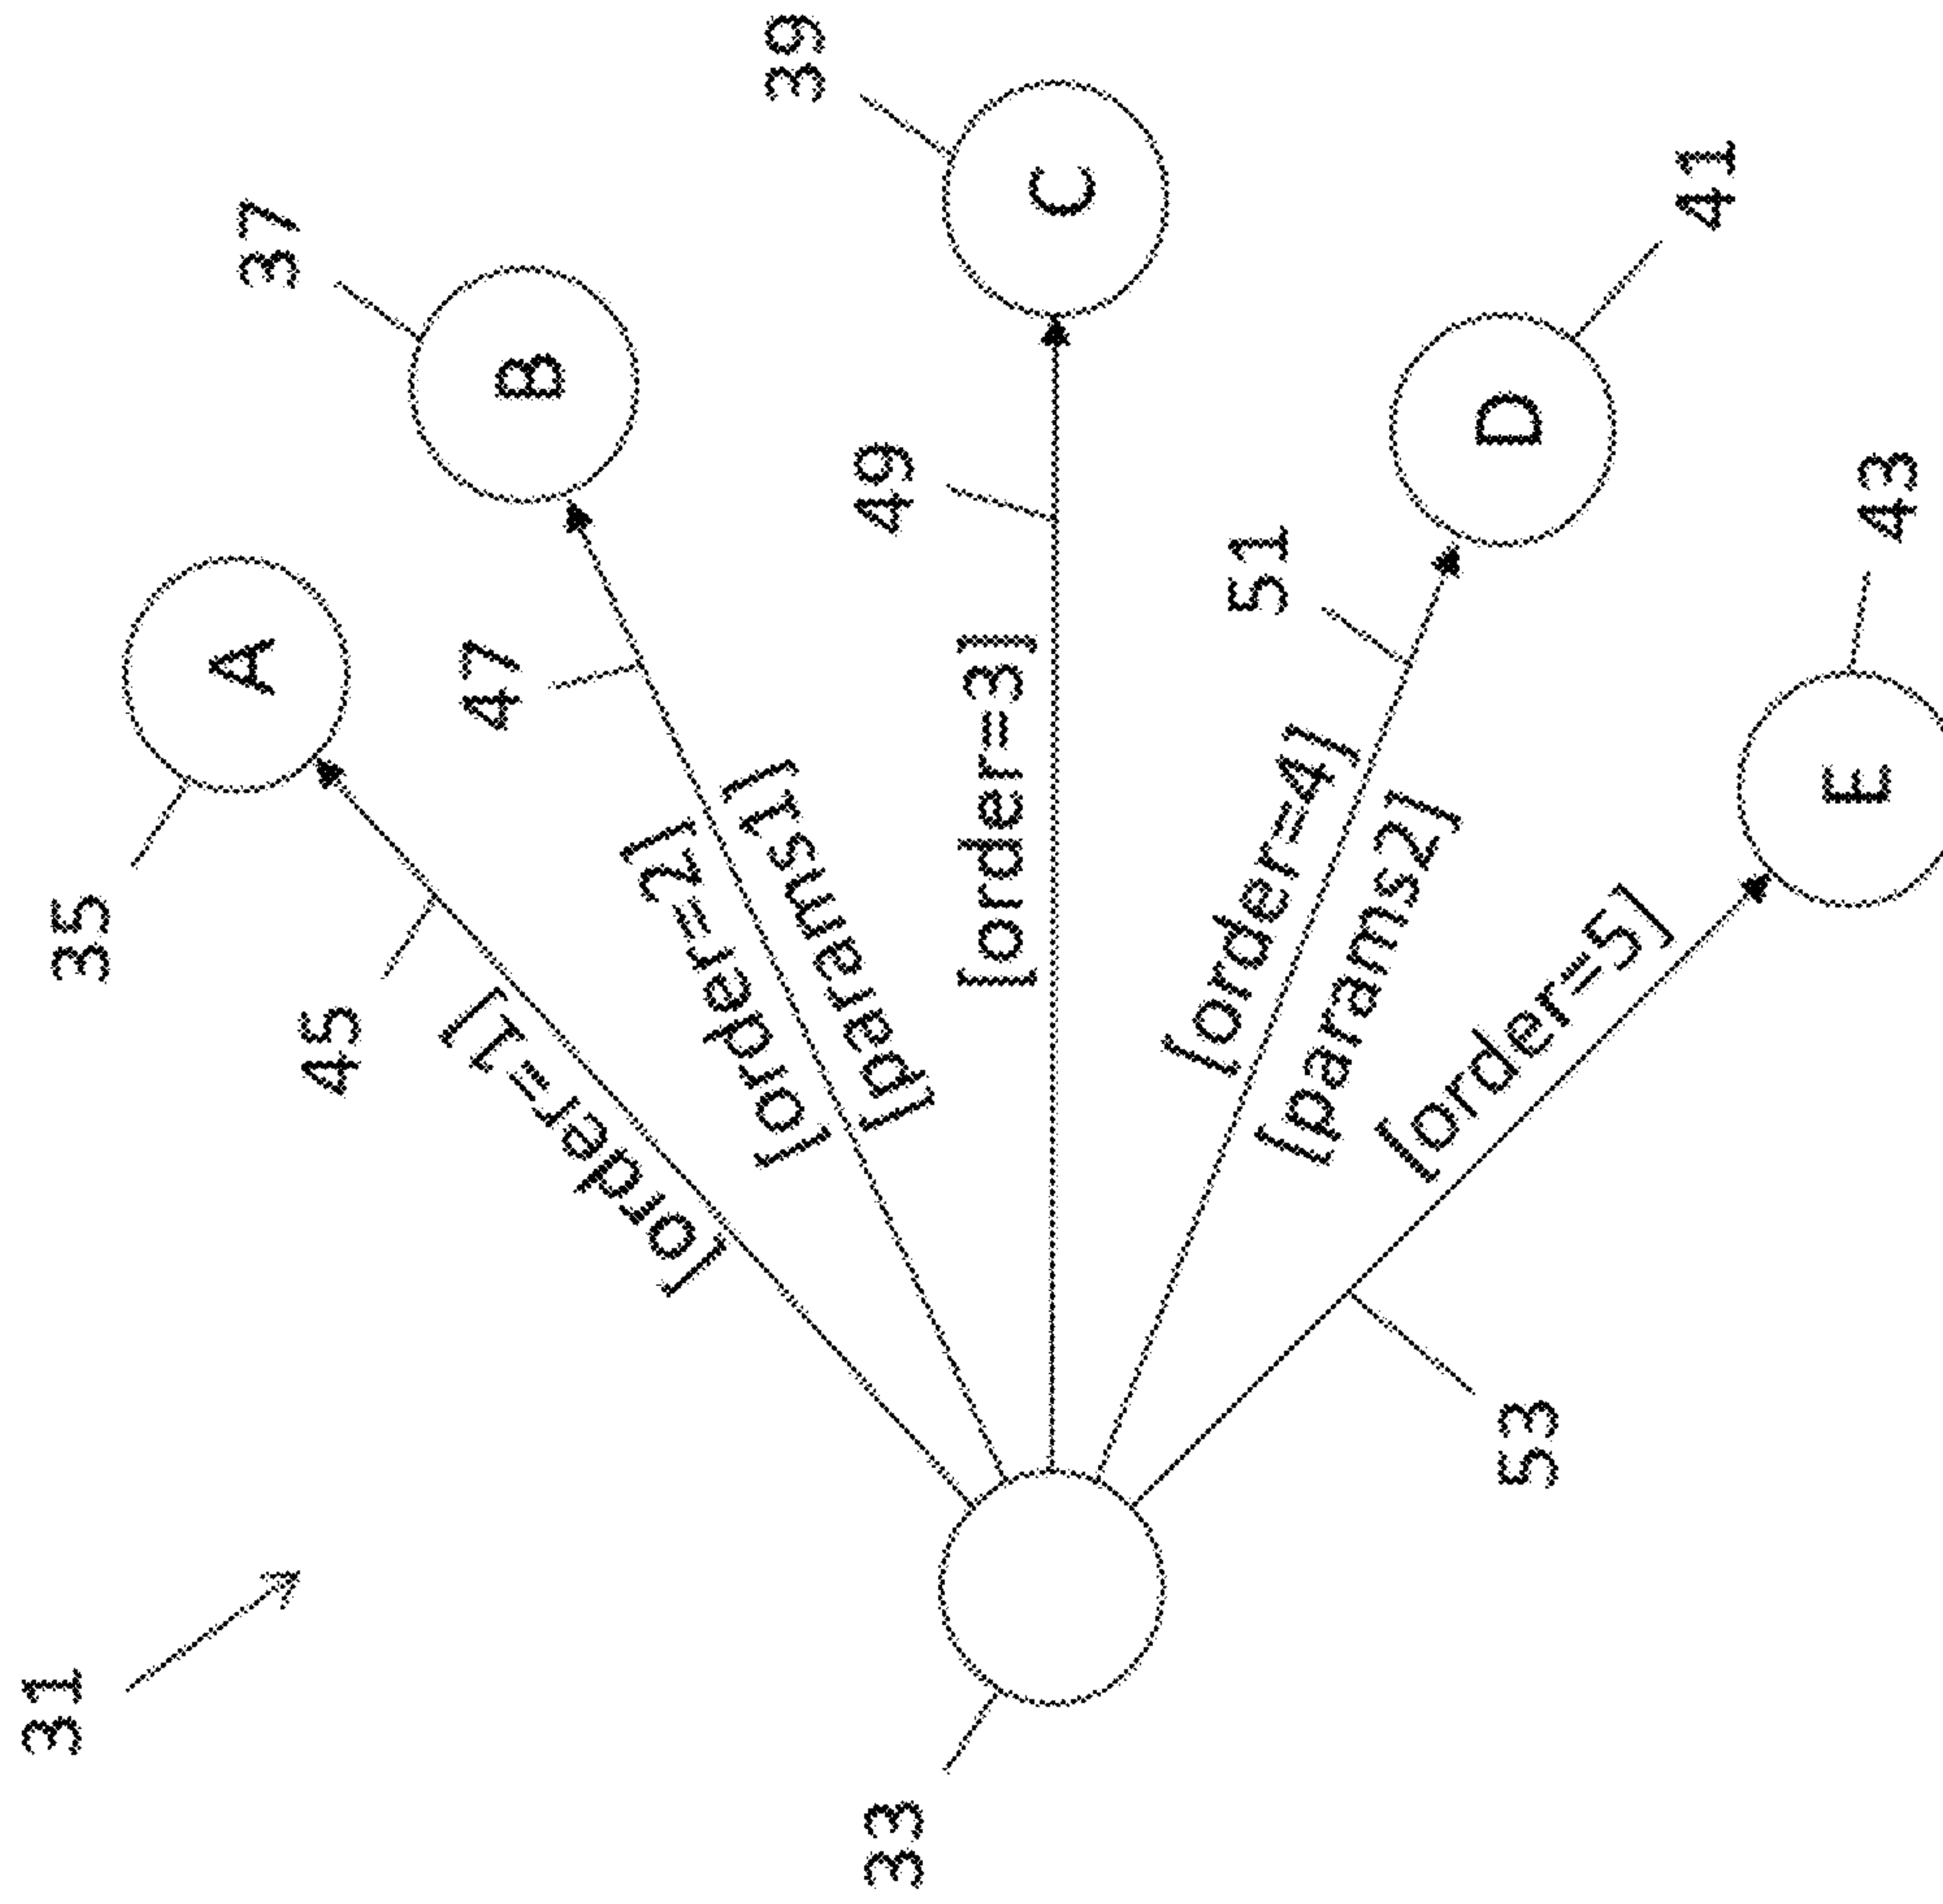 31
33
35
A
45
[order=1]
37
B
47
[order=2]
[params1]
39
C
49
[order=3]
41
D
51
[order=4]
[params2]
43
E
[order=5]
53